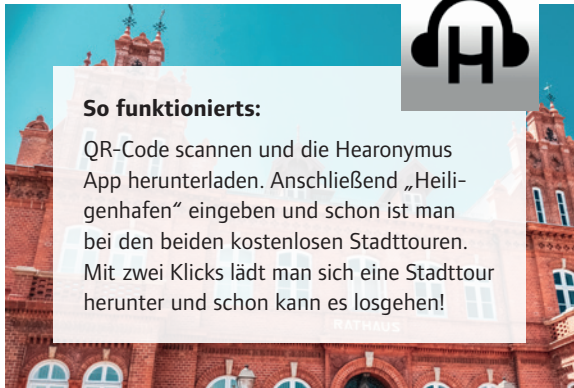 H
So funktionierts:
QR-Code scannen und die Hearonymus
App herunterladen. Anschließend „Heili-
genhafen“ eingeben und schon ist man
bei den beiden kostenlosen Stadttouren.
Mit zwei Klicks lädt man sich eine Stadttour
herunter und schon kann es losgehen!
RATHAUS